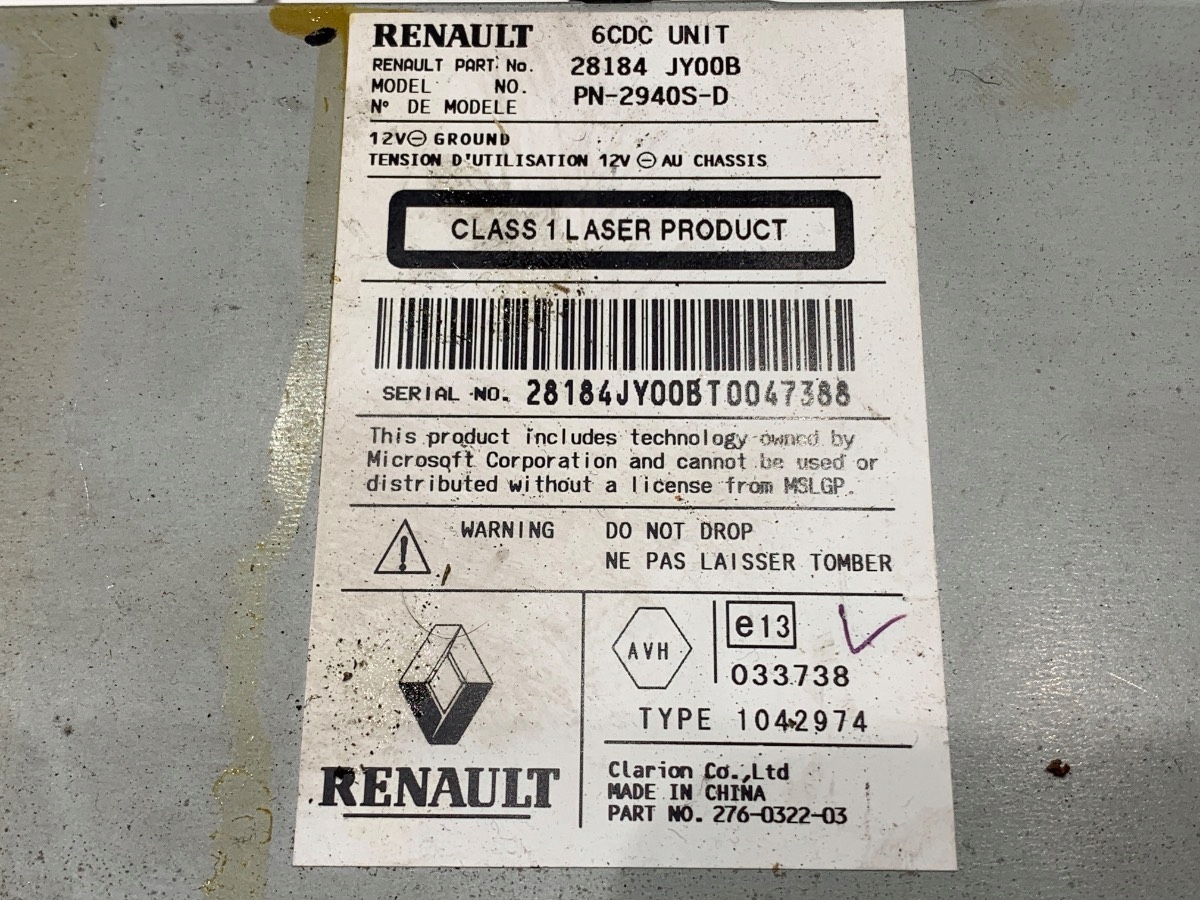 RENAULT 6CDC UNIT
RENAULT PART. No. 28184 JY00B
MODEL NO. PN-2940S-D
N° DE MODELE
12V⊖ GROUND
TENSION D'UTILISATION 12V ⊖ AU CHASSIS
CLASS 1 LASER PRODUCT
SERIAL NO. 28184JY00BT0047388
This product includes technology owned by
Microsoft Corporation and cannot be used or
distributed without a license from MSLGP.
WARNING DO NOT DROP
NE PAS LAISSER TOMBER
AVH e13
033738
TYPE 1042974
RENAULT
Clarion Co.,Ltd
MADE IN CHINA
PART NO. 276-0322-03